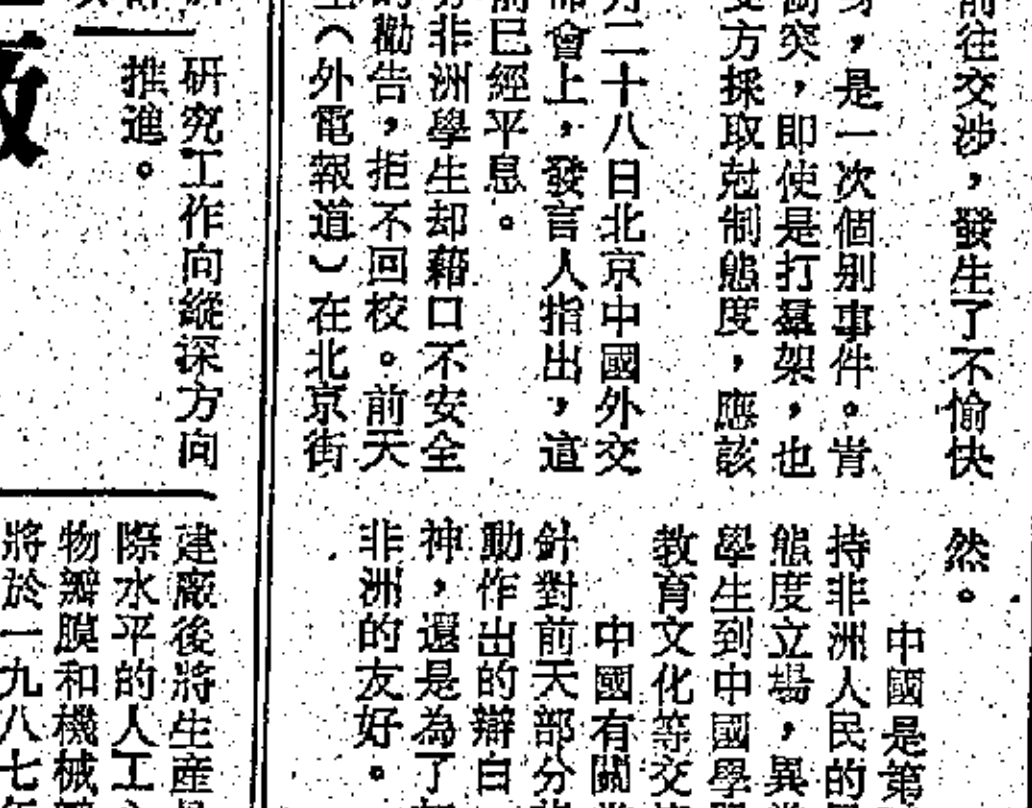 前往交涉，發生了不愉快
身，是一次個別事件。肯
衝突，即使是打羣架，也
雙方採取尅制態度，應該
月二十八日北京中國外交
會上，發言人指出，這
前已經平息。
非洲學生却藉口不安全
的勸告，拒不回校。前天
（外電報道）在北京街
然。
中國是第
持非洲人民的
態度立場，異
學生到中國學
教育文化等交
中國有關
針對前天部分
動作出的辯白
神，還是為了
非洲的友好。
研究工作向縱深方向
推進。
廠
建廠後將生産
際水平的人工
物瓣膜和機械
將於一九八七年